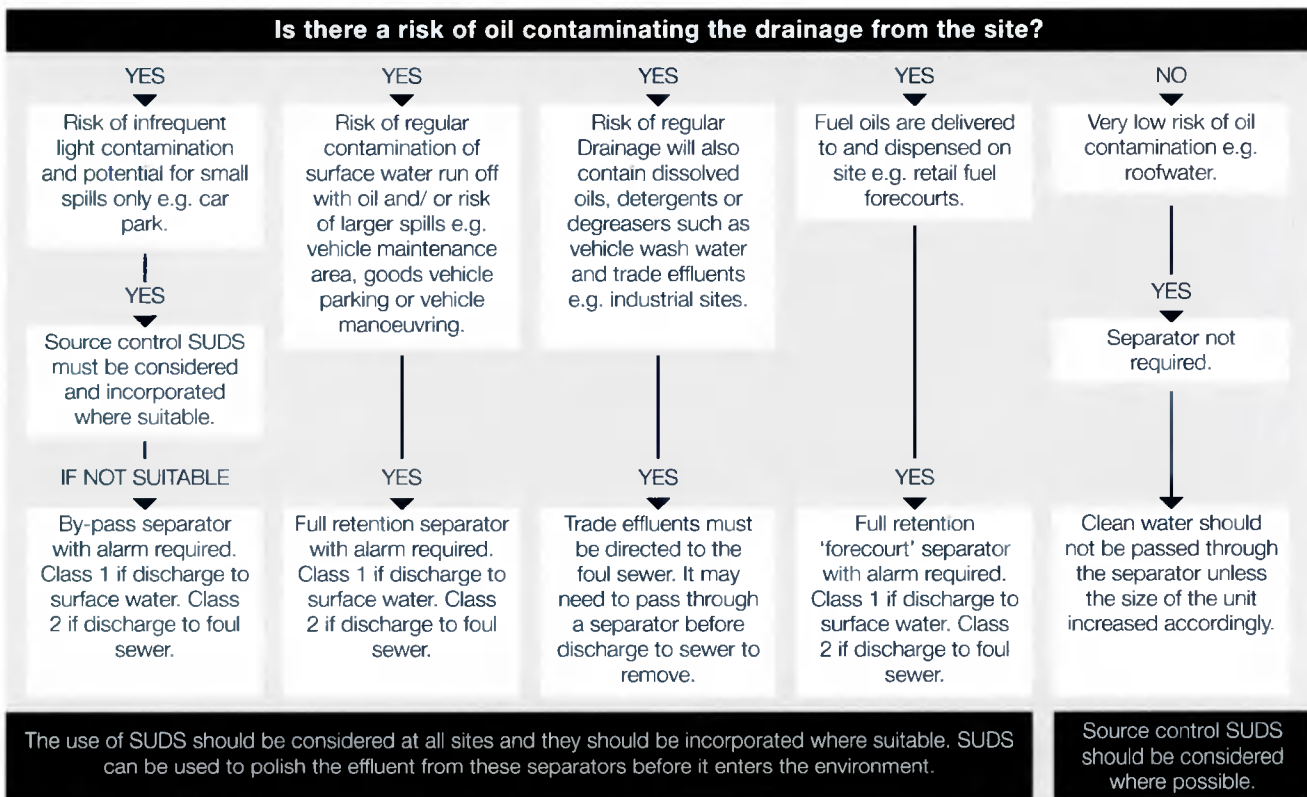 Is there a risk of oil contaminating the drainage from the site?
YES
Risk of infrequent
light contamination
and potential for small
spills only e.g. car
park.
YES
Source control SUDS
must be considered
and incorporated
where suitable.
IF NOT SUITABLE
By-pass separator
with alarm required.
Class 1 if discharge to
surface water. Class
2 if discharge to foul
sewer.
YES
Risk of regular
contamination of
surface water run off
with oil and/ or risk
of larger spills e.g.
vehicle maintenance
area, goods vehicle
parking or vehicle
manoeuvring.
YES
Full retention separator
with alarm required.
Class 1 if discharge to
surface water. Class
2 if discharge to foul
sewer.
YES
Risk of regular
Drainage will also
contain dissolved
oils, detergents or
degreasers such as
vehicle wash water
and trade effluents
e.g. industrial sites.
YES
Trade effluents must
be directed to the
foul sewer. It may
need to pass through
a separator before
discharge to sewer to
remove.
YES
Fuel oils are delivered
to and dispensed on
site e.g. retail fuel
forecourts.
YES
Full retention
'forecourt' separator
with alarm required.
Class 1 if discharge to
surface water. Class
2 if discharge to foul
sewer.
NO
Very low risk of oil
contamination e.g.
roofwater.
YES
Separator not
required.
Clean water should
not be passed through
the separator unless
the size of the unit
increased accordingly.
The use of SUDS should be considered at all sites and they should be incorporated where suitable. SUDS
can be used to polish the effluent from these separators before it enters the environment.
Source control SUDS
should be considered
where possible.